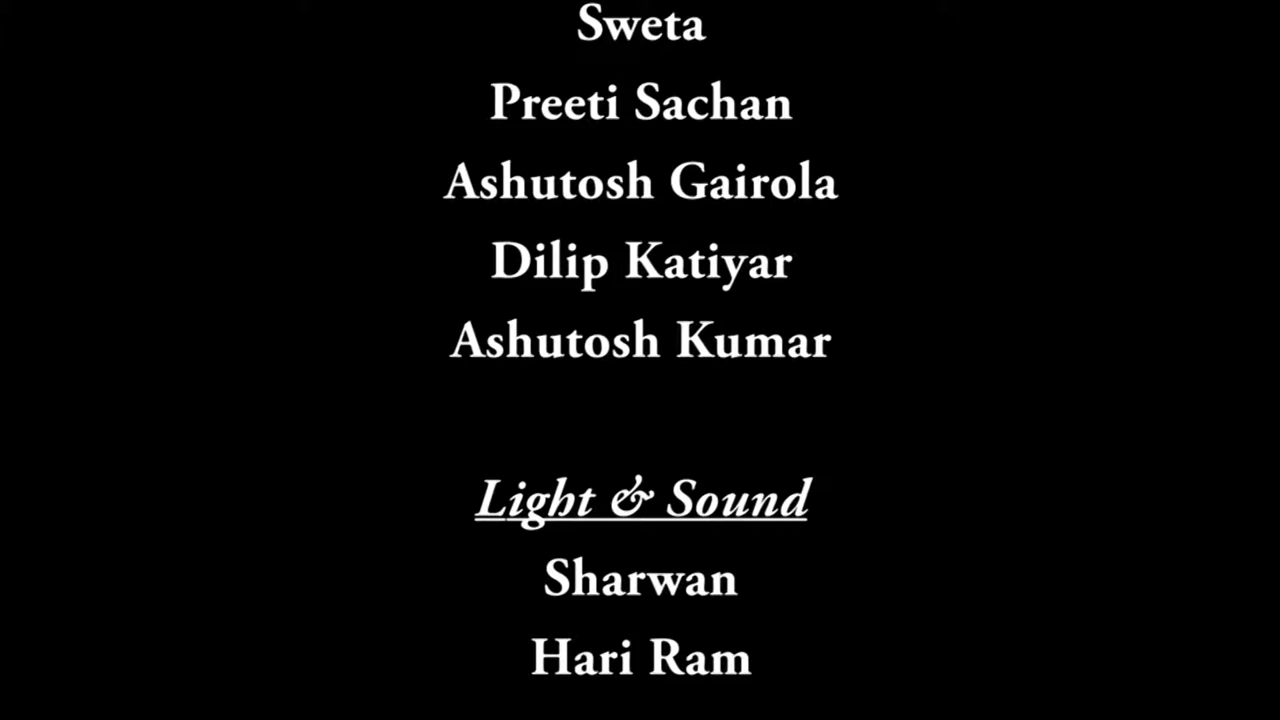 Sweta
Preeti Sachan
Ashutosh Gairola
Dilip Katiyar
Ashutosh Kumar
Light & Sound
Sharwan
Hari Ram